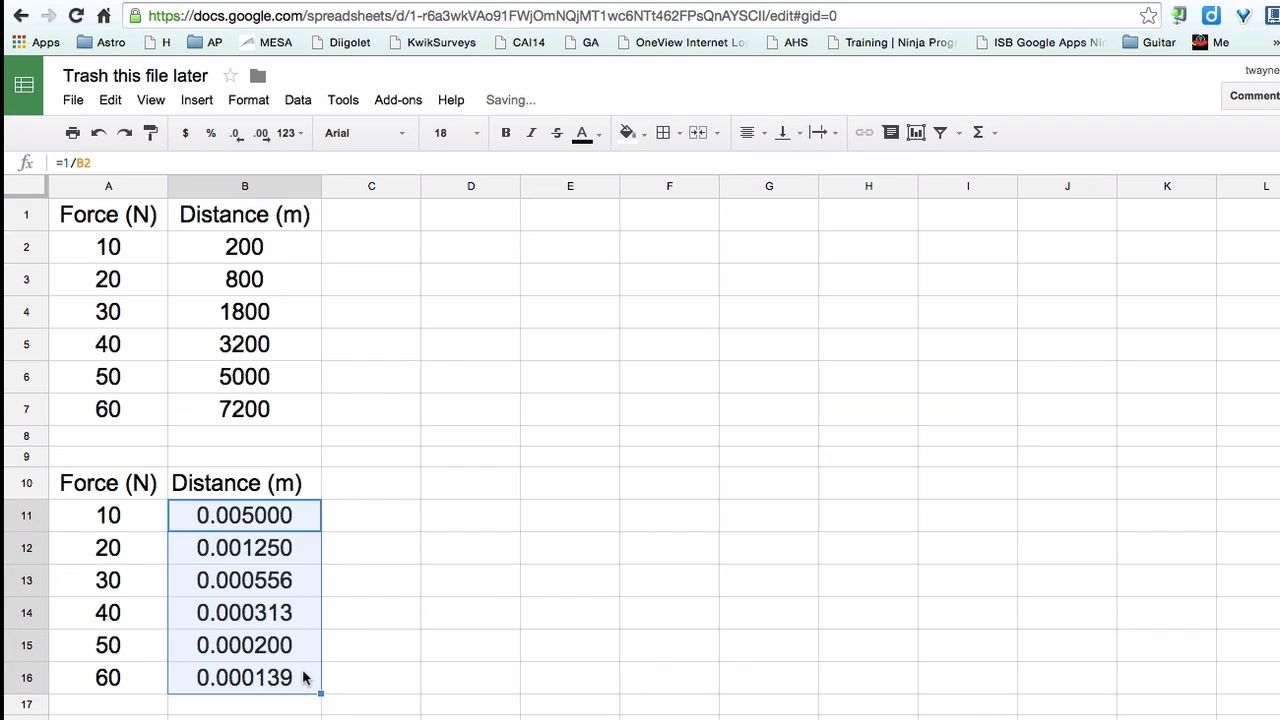 https://docs.google.com/spreadsheets/d/1-r6a3wkVAo91FWjOmNQjMT1wc6NTt462FPsQnAYSCII/edit#gid=0
Apps Astro H AP MESA Diigolet KwikSurveys CAI14 GA OneView Internet Lo AHS Training | Ninja Prog ISB Google Apps Nin Guitar Me »
Trash this file later
twayne
File Edit View Insert Format Data Tools Add-ons Help Saving...
Comment
$ % .0 .00 123 Arial 18 B I S A Σ
fx =1/B2
A B C D E F G H I J K L
1 Force (N) Distance (m)
2 10 200
3 20 800
4 30 1800
5 40 3200
6 50 5000
7 60 7200
8
9
10 Force (N) Distance (m)
11 10 0.005000
12 20 0.001250
13 30 0.000556
14 40 0.000313
15 50 0.000200
16 60 0.000139
17